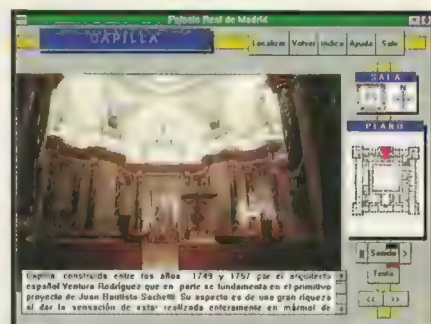 Palacio Real de Madrid
CAPILLA
Localizar Volver Indice Ayuda Salir
SALA
N
PLANO
Sonido
Texto
<< >>
Capilla construida entre los años 1749 y 1757 por el arquitecto
español Ventura Rodríguez que en parte se fundamenta en el primitivo
proyecto de Juan Bautista Sachetti. Su aspecto es de una gran riqueza
al dar la sensación de estar realizada enteramente en mármol de